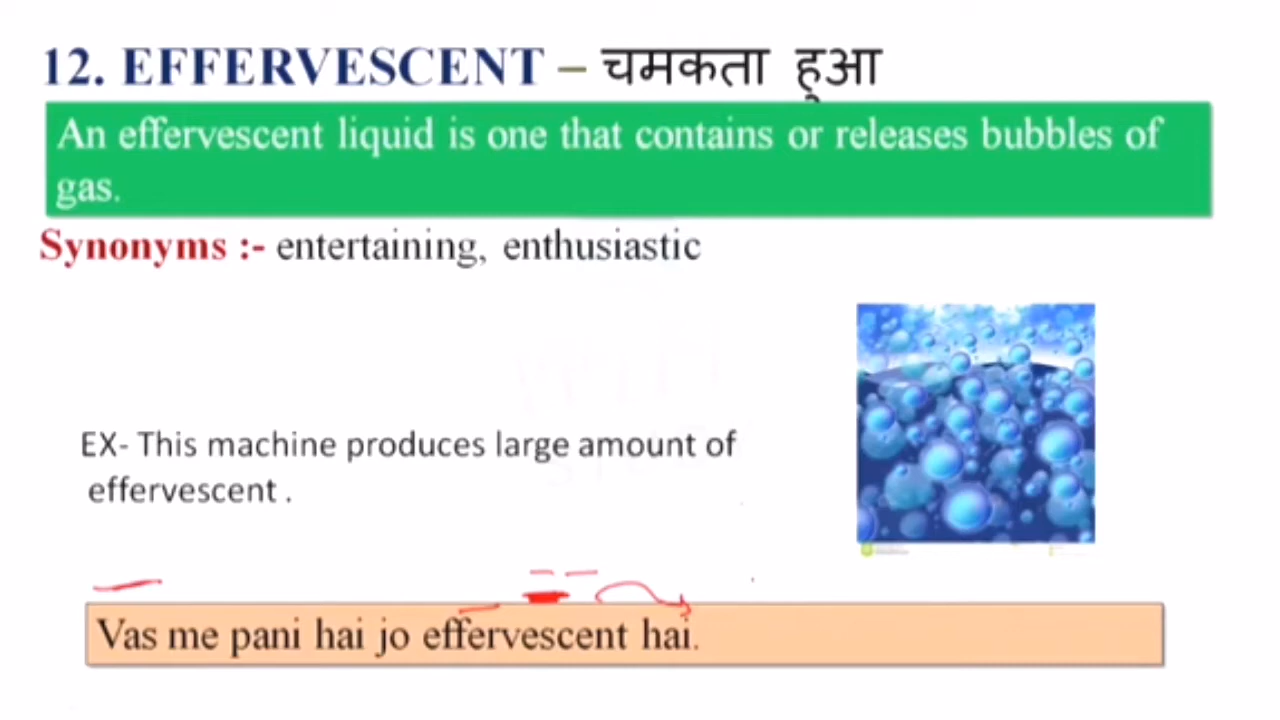 12. EFFERVESCENT – चमकता हुआ
An effervescent liquid is one that contains or releases bubbles of
gas.
Synonyms :- entertaining, enthusiastic
EX- This machine produces large amount of
effervescent .
Vas me pani hai jo effervescent hai.